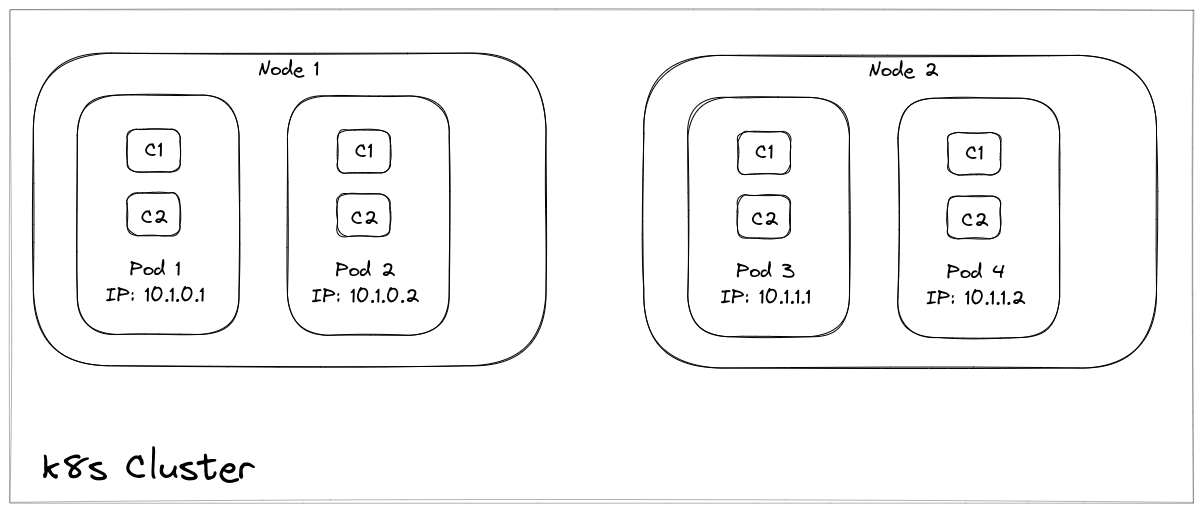 Node 1
C1
C2
Pod 1
IP: 10.1.0.1
C1
C2
Pod 2
IP: 10.1.0.2
Node 2
C1
C2
Pod 3
IP: 10.1.1.1
C1
C2
Pod 4
IP: 10.1.1.2
k8s Cluster